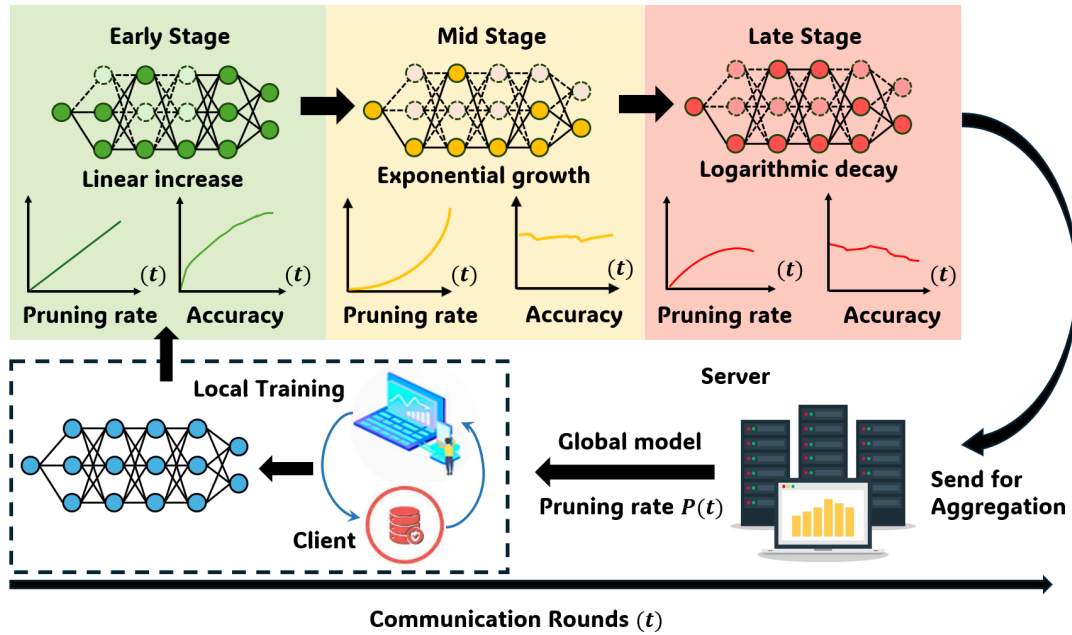 Early Stage
Mid Stage
Late Stage
Linear increase
Exponential growth
Logarithmic decay
(t)
(t)
(t)
(t)
(t)
(t)
Pruning rate
Accuracy
Pruning rate
Accuracy
Pruning rate
Accuracy
Local Training
Server
Global model
Pruning rate P(t)
Send for
Aggregation
Client
Communication Rounds (t)